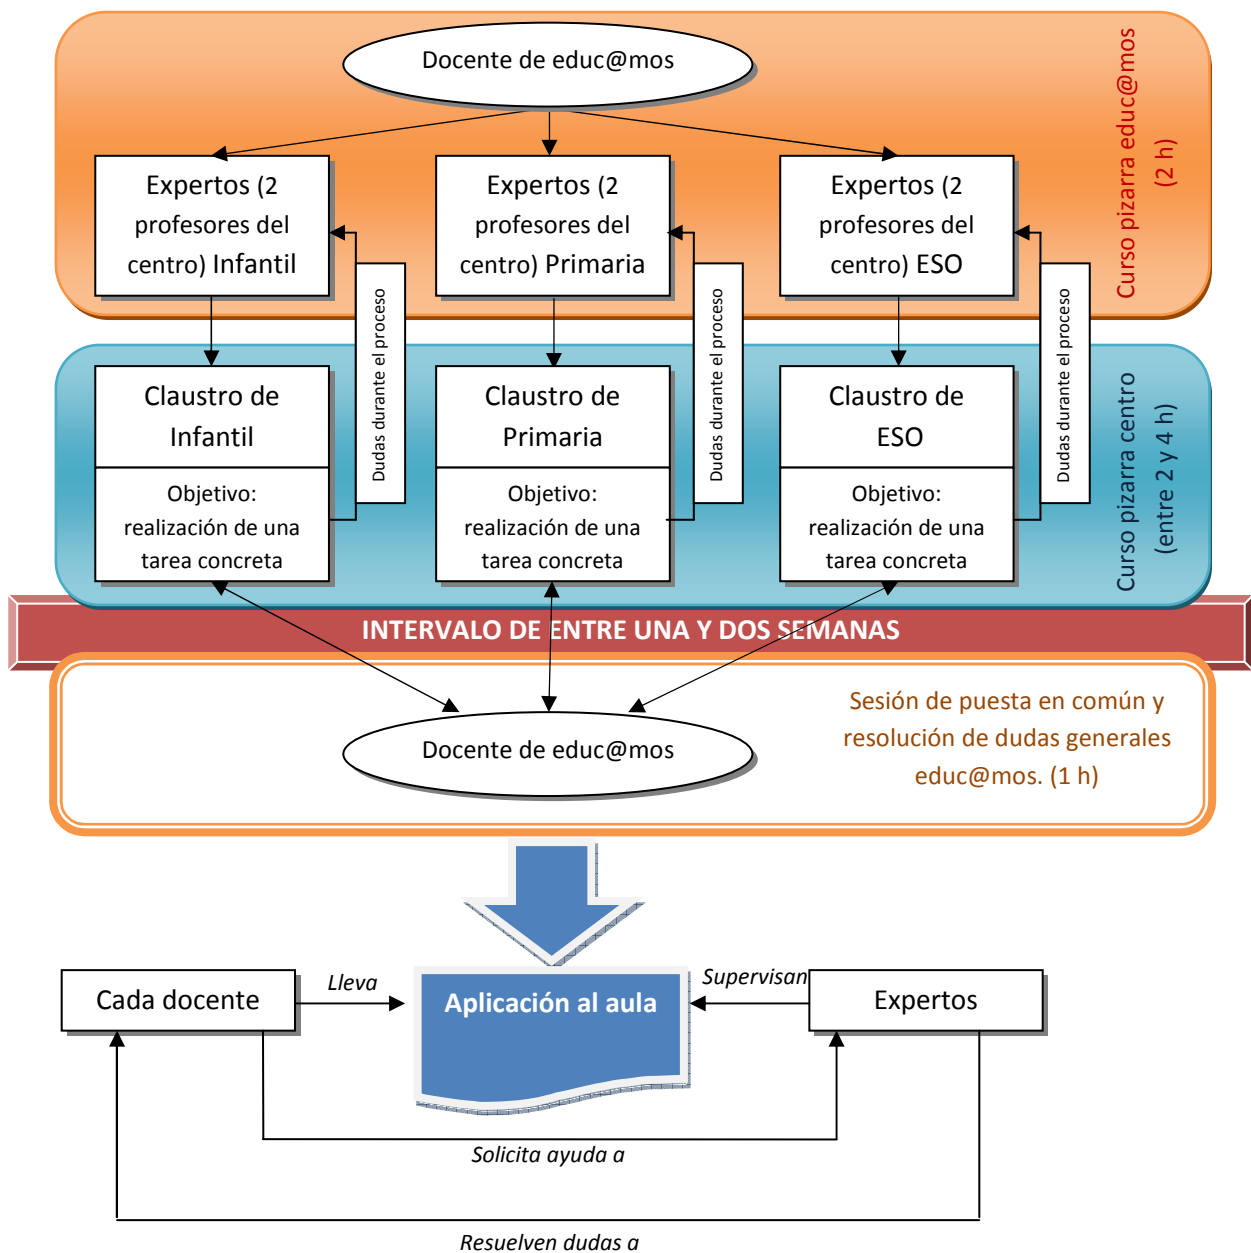 Docente de educ@mos
Expertos (2
profesores del
centro) Infantil
Expertos (2
profesores del
centro) Primaria
Expertos (2
profesores del
centro) ESO
Curso pizarra educ@mos
(2 h)
Dudas durante el proceso
Dudas durante el proceso
Dudas durante el proceso
Claustro de
Infantil
Objetivo:
realización de una
tarea concreta
Claustro de
Primaria
Objetivo:
realización de una
tarea concreta
Claustro de
ESO
Objetivo:
realización de una
tarea concreta
Curso pizarra centro
(entre 2 y 4 h)
INTERVALO DE ENTRE UNA Y DOS SEMANAS
Docente de educ@mos
Sesión de puesta en común y
resolución de dudas generales
educ@mos. (1 h)
Cada docente
Lleva
Aplicación al aula
Supervisan
Expertos
Solicita ayuda a
Resuelven dudas a